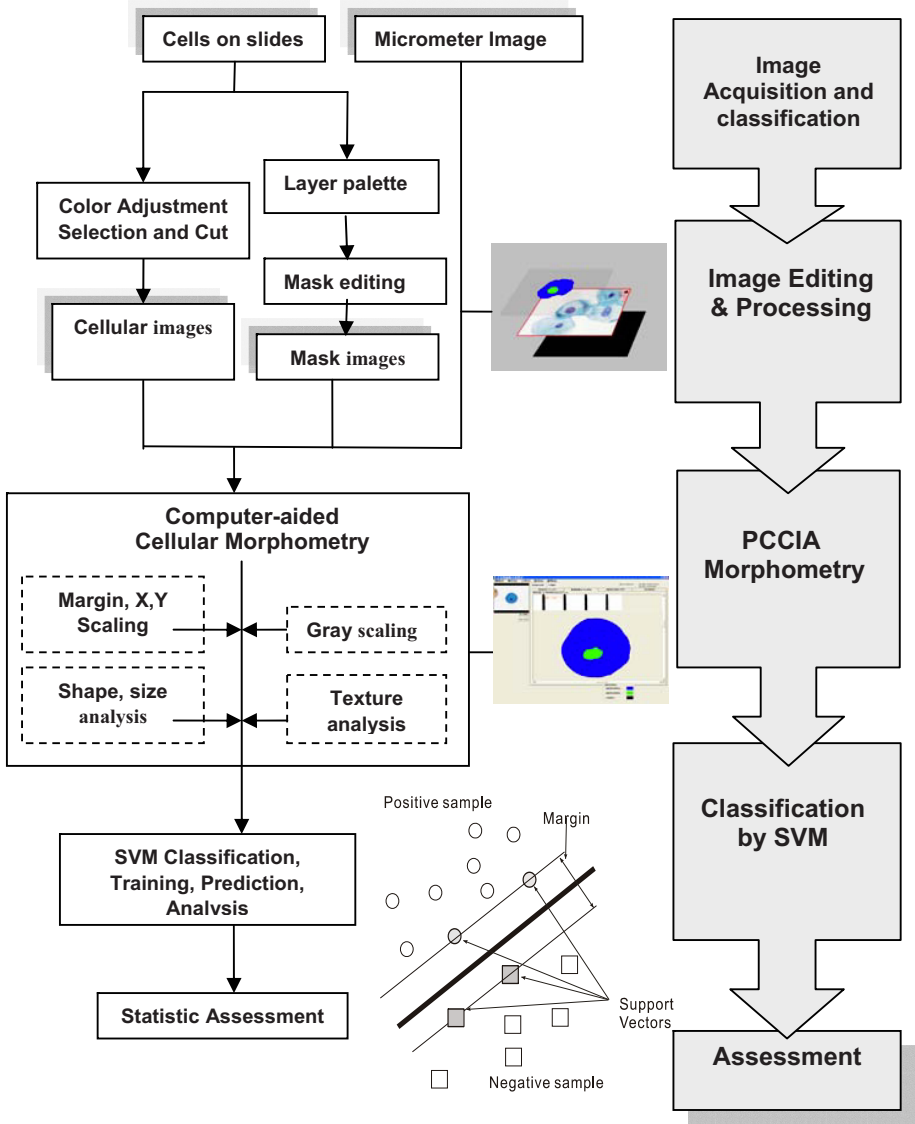 Cells on slides
Micrometer Image
Image
Acquisition and
classification
Layer palette
Color Adjustment
Selection and Cut
Mask editing
Image Editing
& Processing
Cellular images
Mask images
Computer-aided
Cellular Morphometry
PCCIA
Morphometry
Margin, X,Y
Scaling
Gray scaling
Shape, size
analysis
Texture
analysis
Positive sample
Margin
Classification
by SVM
SVM Classification,
Training, Prediction,
Analysis
Support
Vectors
Statistic Assessment
Negative sample
Assessment